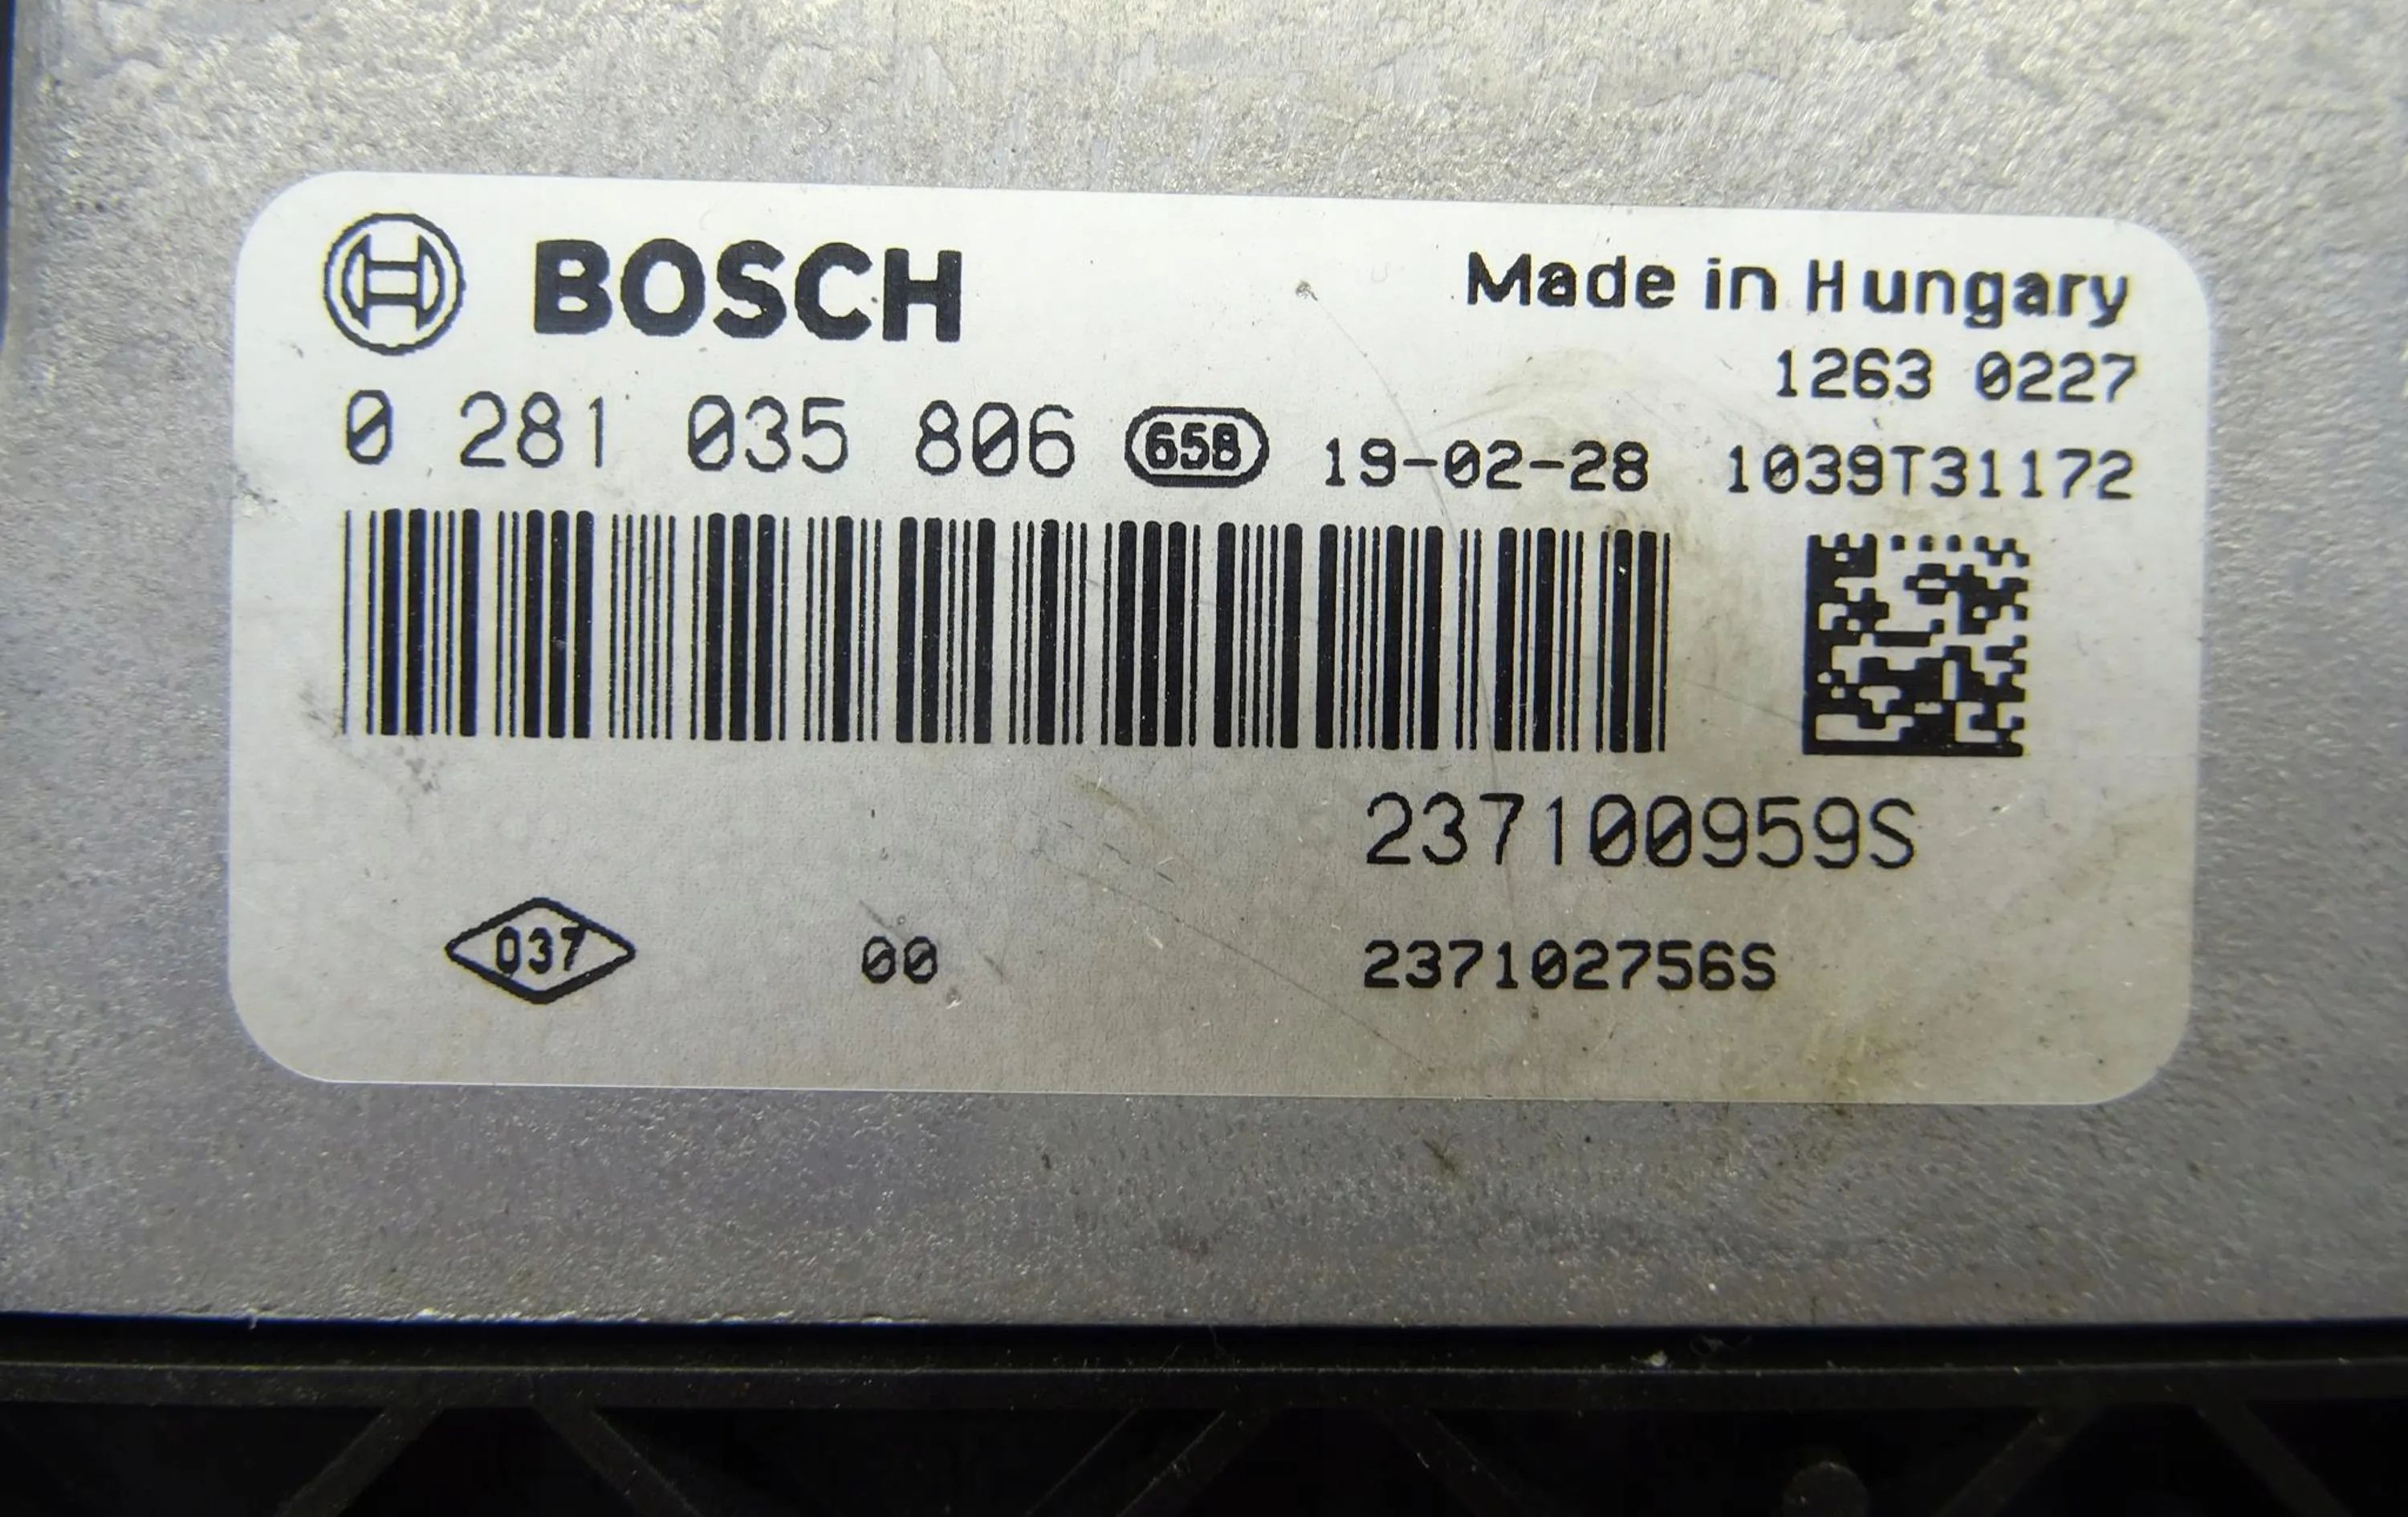 BOSCH
Made in Hungary
1263 0227
0 281 035 806 658 19-02-28 1039T31172
237100959S
037 00 237102756S